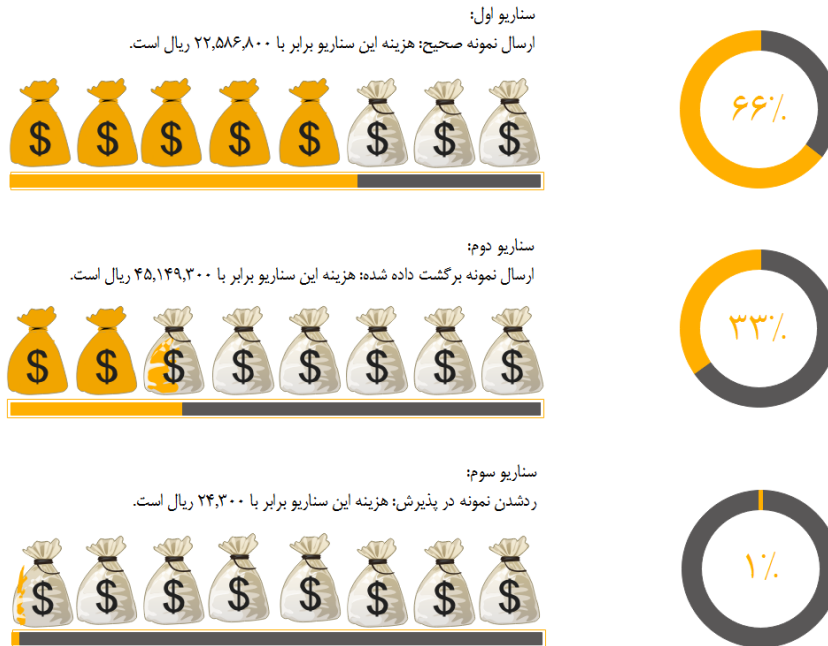 سناریو اول:
ارسال نمونه صحیح: هزینه این سناریو برابر با ۲۲,۵۸۶,۸۰۰ ریال است.
$ $ $ $ $ $ $ $
۶۶٪
سناریو دوم:
ارسال نمونه برگشت داده شده: هزینه این سناریو برابر با ۴۵,۱۴۹,۳۰۰ ریال است.
$ $ $ $ $ $ $ $
۳۳٪
سناریو سوم:
ردشدن نمونه در پذیرش: هزینه این سناریو برابر با ۲۴,۳۰۰ ریال است.
$ $ $ $ $ $ $ $
۱٪